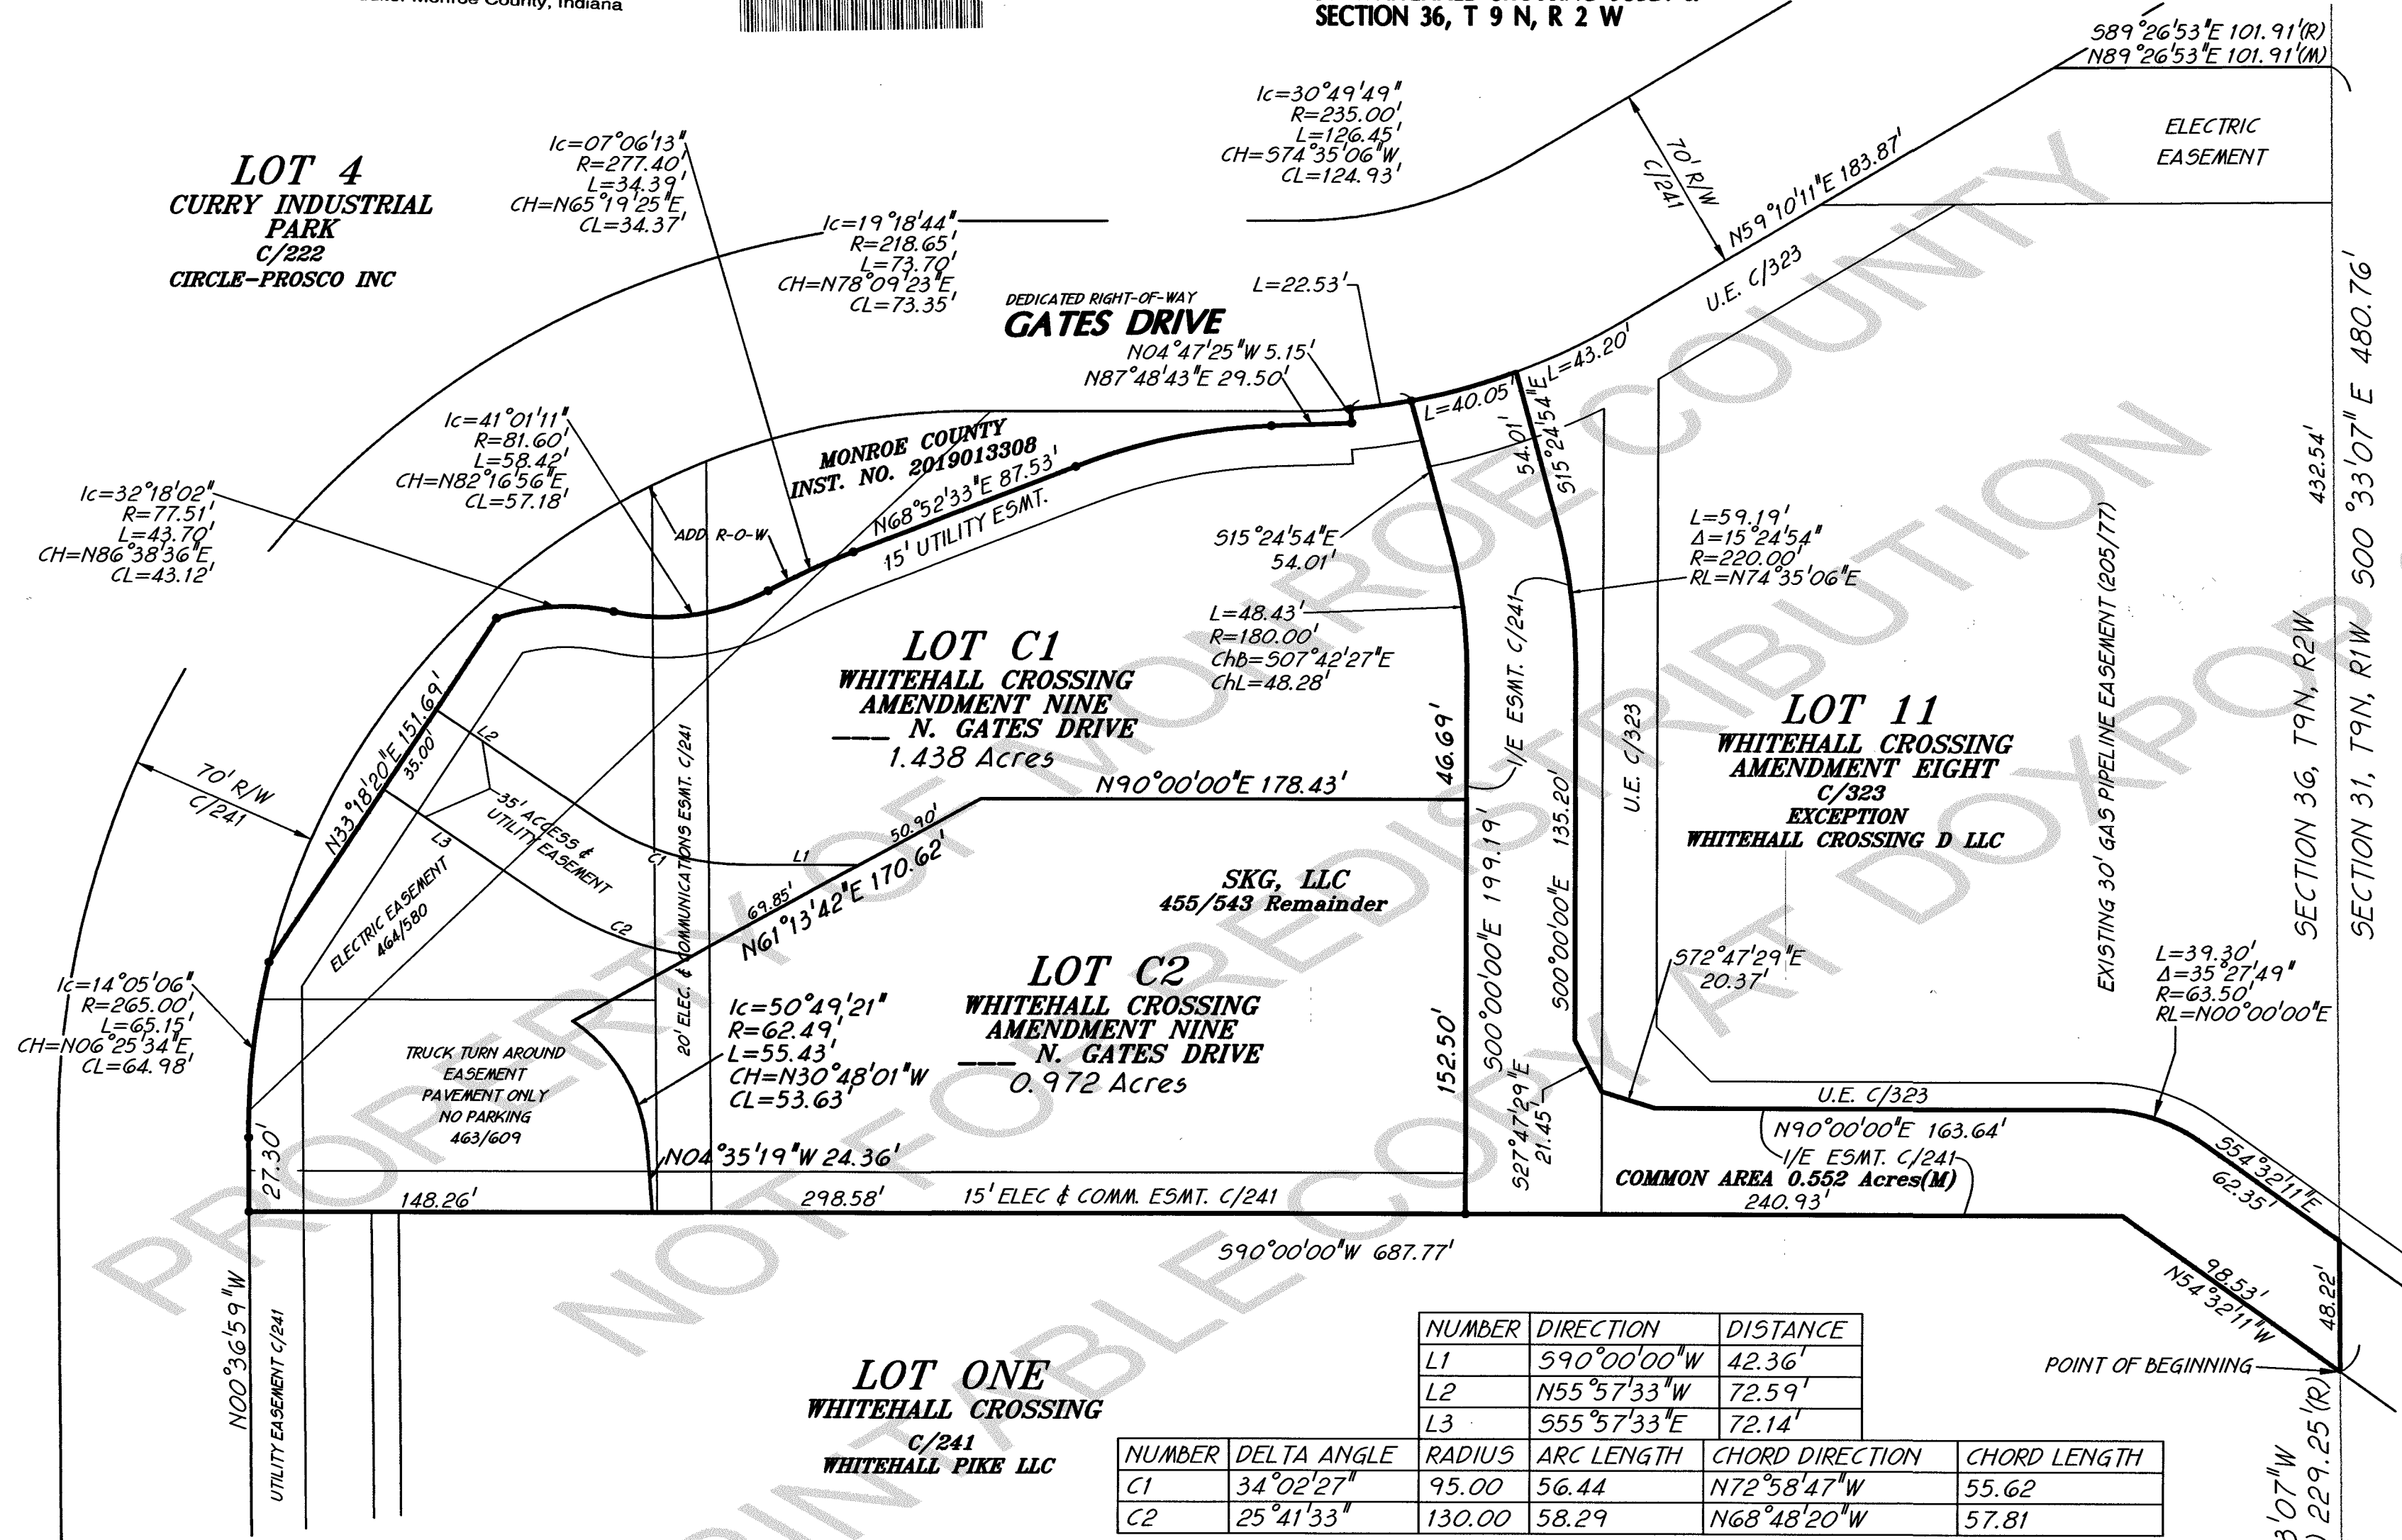 Monroe County, Indiana
SECTION 36, T 9 N, R 2 W
S89°26'53"E 101.91'(R)
N89°26'53"E 101.91'(M)
ELECTRIC
EASEMENT
Ic=30°49'49"
R=235.00'
L=126.45'
CH=S74°35'06"W
CL=124.93'
70' R/W
C/241
N59°10'11"E 183.87'
U.E. C/323
LOT 4
CURRY INDUSTRIAL
PARK
C/222
CIRCLE-PROSCO INC
Ic=07°06'13"
R=277.40'
L=34.39'
CH=N65°19'25"E
CL=34.37'
Ic=19°18'44"
R=218.65'
L=73.70'
CH=N78°09'23"E
CL=73.35'
DEDICATED RIGHT-OF-WAY
GATES DRIVE
L=22.53'
N04°47'25"W 5.15'
N87°48'43"E 29.50'
L=40.05'
L=43.20'
S15°24'54"E
54.01'
Ic=41°01'11"
R=81.60'
L=58.42'
CH=N82°16'56"E
CL=57.18'
MONROE COUNTY
INST. NO. 2019013308
N68°52'33"E 87.53'
15' UTILITY ESMT.
ADD R-O-W
Ic=32°18'02"
R=77.51'
L=43.70'
CH=N86°38'36"E
CL=43.12'
S15°24'54"E
54.01'
L=48.43'
R=180.00'
ChB=S07°42'27"E
ChL=48.28'
L=59.19'
Δ=15°24'54"
R=220.00'
RL=N74°35'06"E
I/E ESMT. C/241
LOT C1
WHITEHALL CROSSING
AMENDMENT NINE
___ N. GATES DRIVE
1.438 Acres
N90°00'00"E 178.43'
46.69'
LOT 11
WHITEHALL CROSSING
AMENDMENT EIGHT
C/323
EXCEPTION
WHITEHALL CROSSING D LLC
U.E. C/323
EXISTING 30' GAS PIPELINE EASEMENT (205/77)
432.54'
SECTION 36, T9N, R2W
SECTION 31, T9N, R1W
S00°33'07"E 480.76'
70' R/W
C/241
N33°18'20"E 151.69'
35.00'
L2
L3
35' ACCESS &
UTILITY EASEMENT
C1
L1
C2
ELECTRIC EASEMENT
464/580
20' ELEC. & COMMUNICATIONS ESMT. C/241
50.90'
69.85'
N61°13'42"E 170.62'
SKG, LLC
455/543 Remainder
S00°00'00"E 199.19'
S00°00'00"E 135.20'
Ic=14°05'06"
R=265.00'
L=65.15'
CH=N06°25'34"E
CL=64.98'
TRUCK TURN AROUND
EASEMENT
PAVEMENT ONLY
NO PARKING
463/609
Ic=50°49'21"
R=62.49'
L=55.43'
CH=N30°48'01"W
CL=53.63'
LOT C2
WHITEHALL CROSSING
AMENDMENT NINE
___ N. GATES DRIVE
0.972 Acres
152.50'
S72°47'29"E
20.37'
S27°47'29"E
21.45'
L=39.30'
Δ=35°27'49"
R=63.50'
RL=N00°00'00"E
U.E. C/323
N90°00'00"E 163.64'
I/E ESMT. C/241
COMMON AREA 0.552 Acres(M)
240.93'
S54°32'11"E
62.35'
27.30'
N04°35'19"W 24.36'
148.26'
298.58'
15' ELEC & COMM. ESMT. C/241
S90°00'00"W 687.77'
98.53'
N54°32'11"W
48.22'
POINT OF BEGINNING
N00°36'59"W
UTILITY EASEMENT C/241
LOT ONE
WHITEHALL CROSSING
C/241
WHITEHALL PIKE LLC
NUMBER DIRECTION DISTANCE
L1 S90°00'00"W 42.36'
L2 N55°57'33"W 72.59'
L3 S55°57'33"E 72.14'
NUMBER DELTA ANGLE RADIUS ARC LENGTH CHORD DIRECTION CHORD LENGTH
C1 34°02'27" 95.00 56.44 N72°58'47"W 55.62
C2 25°41'33" 130.00 58.29 N68°48'20"W 57.81
3'07"W
229.25'(R)
PROPERTY OF MONROE COUNTY
NOT FOR REDISTRIBUTION
PRINTABLE COPY AT DOXPOP